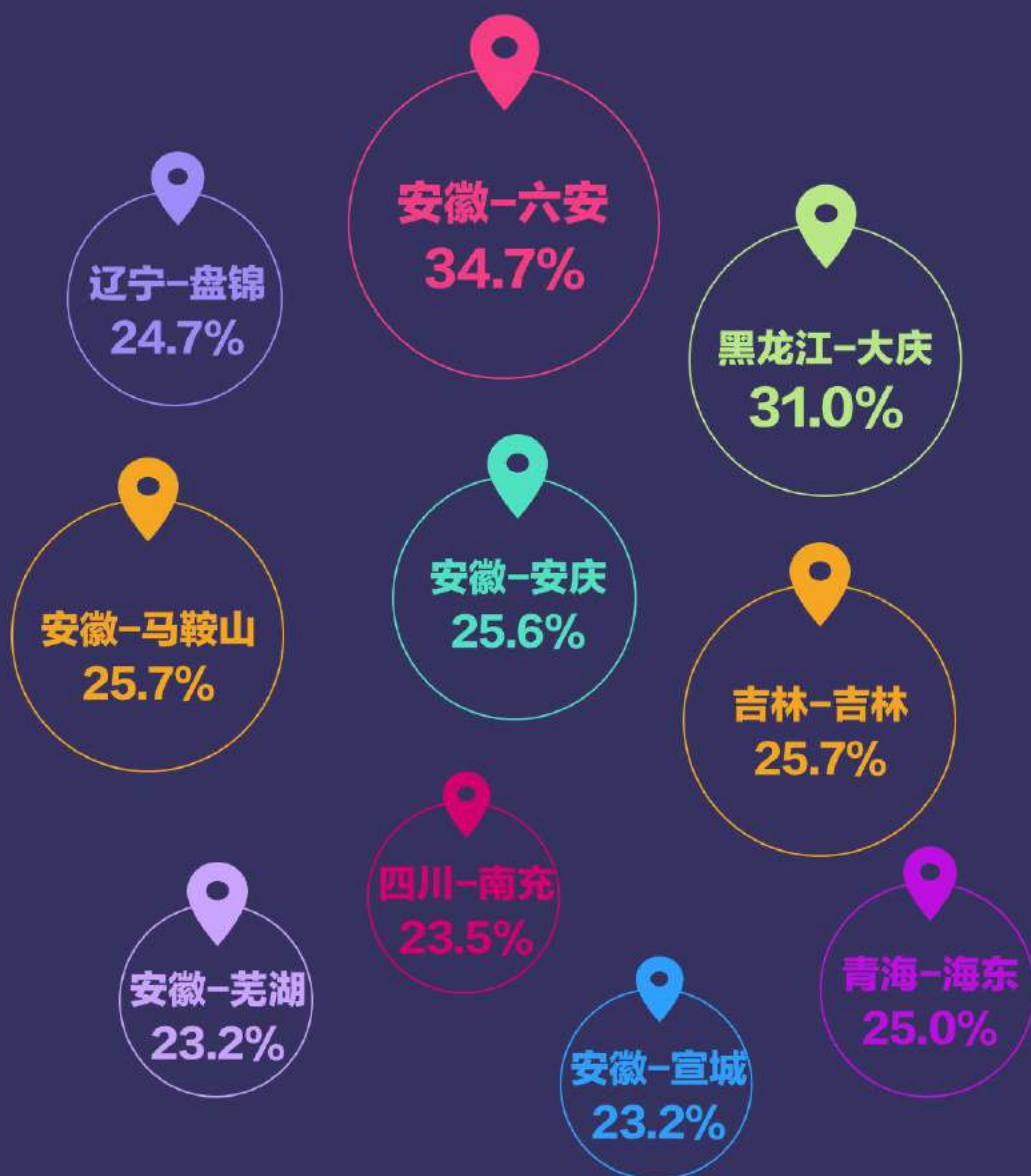 安徽-六安
34.7%
辽宁-盘锦
24.7%
黑龙江-大庆
31.0%
安徽-安庆
25.6%
安徽-马鞍山
25.7%
吉林-吉林
25.7%
四川-南充
23.5%
安徽-芜湖
23.2%
青海-海东
25.0%
安徽-宣城
23.2%